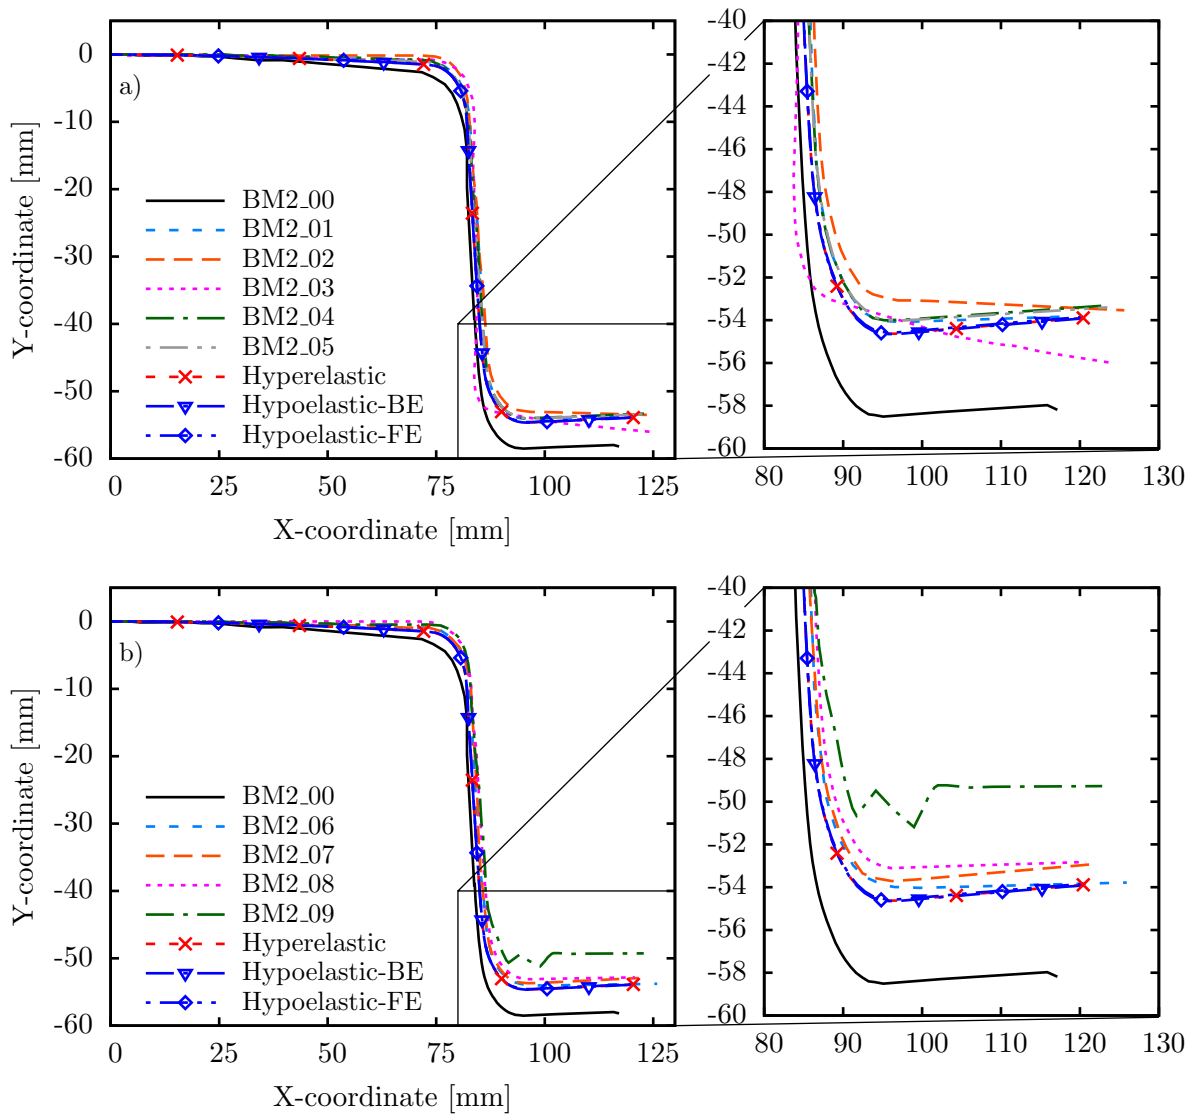 0
-10
-20
-30
-40
-50
-60
Y-coordinate [mm]
a)
BM2_00
BM2_01
BM2_02
BM2_03
BM2_04
BM2_05
Hyperelastic
Hypoelastic-BE
Hypoelastic-FE
0 25 50 75 100 125
X-coordinate [mm]
-40
-42
-44
-46
-48
-50
-52
-54
-56
-58
-60
80 90 100 110 120 130
0
-10
-20
-30
-40
-50
-60
Y-coordinate [mm]
b)
BM2_00
BM2_06
BM2_07
BM2_08
BM2_09
Hyperelastic
Hypoelastic-BE
Hypoelastic-FE
0 25 50 75 100 125
X-coordinate [mm]
-40
-42
-44
-46
-48
-50
-52
-54
-56
-58
-60
80 90 100 110 120 130